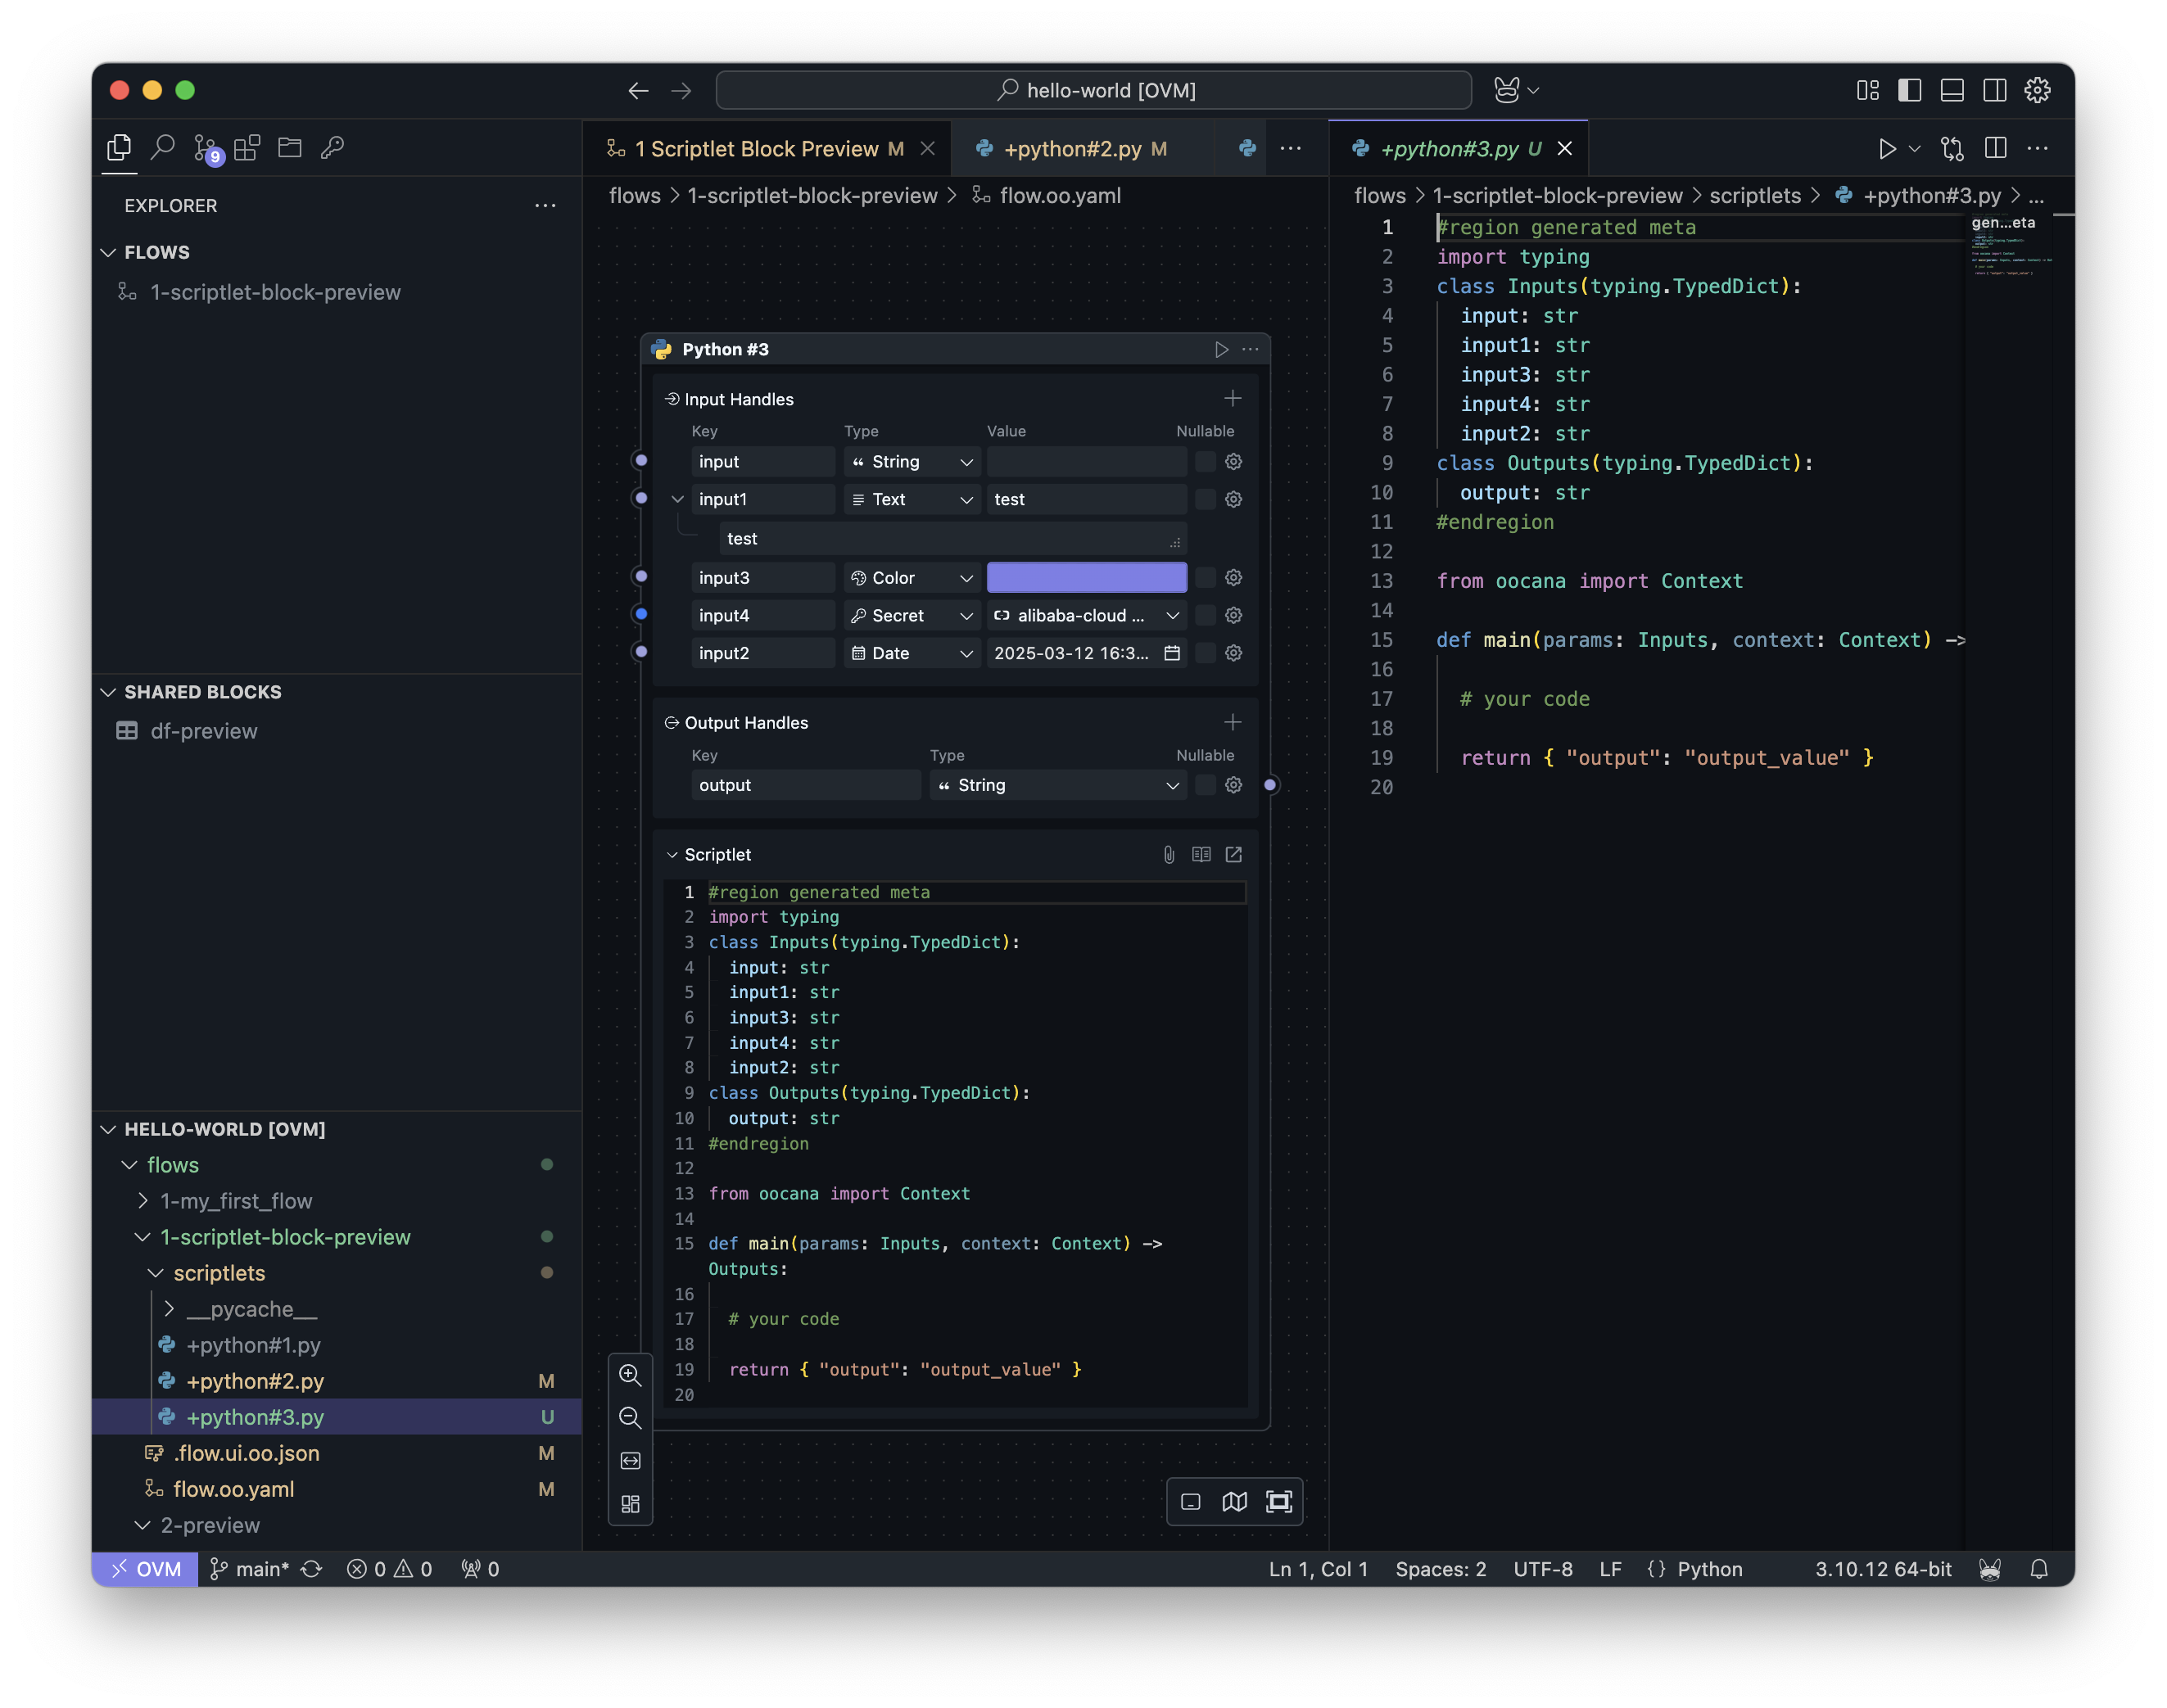 hello-world [OVM]
9
EXPLORER
FLOWS
1-scriptlet-block-preview
SHARED BLOCKS
df-preview
HELLO-WORLD [OVM]
flows
1-my_first_flow
1-scriptlet-block-preview
scriptlets
__pycache__
+python#1.py
+python#2.py M
+python#3.py U
.flow.ui.oo.json M
flow.oo.yaml M
2-preview
1 Scriptlet Block Preview M
+python#2.py M
flows > 1-scriptlet-block-preview > flow.oo.yaml
Python #3
Input Handles
Key Type Value Nullable
input String
input1 Text test
test
input3 Color
input4 Secret alibaba-cloud ...
input2 Date 2025-03-12 16:3...
Output Handles
Key Type Nullable
output String
Scriptlet
1 #region generated meta
2 import typing
3 class Inputs(typing.TypedDict):
4 input: str
5 input1: str
6 input3: str
7 input4: str
8 input2: str
9 class Outputs(typing.TypedDict):
10 output: str
11 #endregion
12
13 from oocana import Context
14
15 def main(params: Inputs, context: Context) ->
Outputs:
16
17 # your code
18
19 return { "output": "output_value" }
20
+python#3.py U
flows > 1-scriptlet-block-preview > scriptlets > +python#3.py > ...
gen...eta
1 #region generated meta
2 import typing
3 class Inputs(typing.TypedDict):
4 input: str
5 input1: str
6 input3: str
7 input4: str
8 input2: str
9 class Outputs(typing.TypedDict):
10 output: str
11 #endregion
12
13 from oocana import Context
14
15 def main(params: Inputs, context: Context) ->
16
17 # your code
18
19 return { "output": "output_value" }
20
OVM main* 0 0 0
Ln 1, Col 1 Spaces: 2 UTF-8 LF {} Python 3.10.12 64-bit